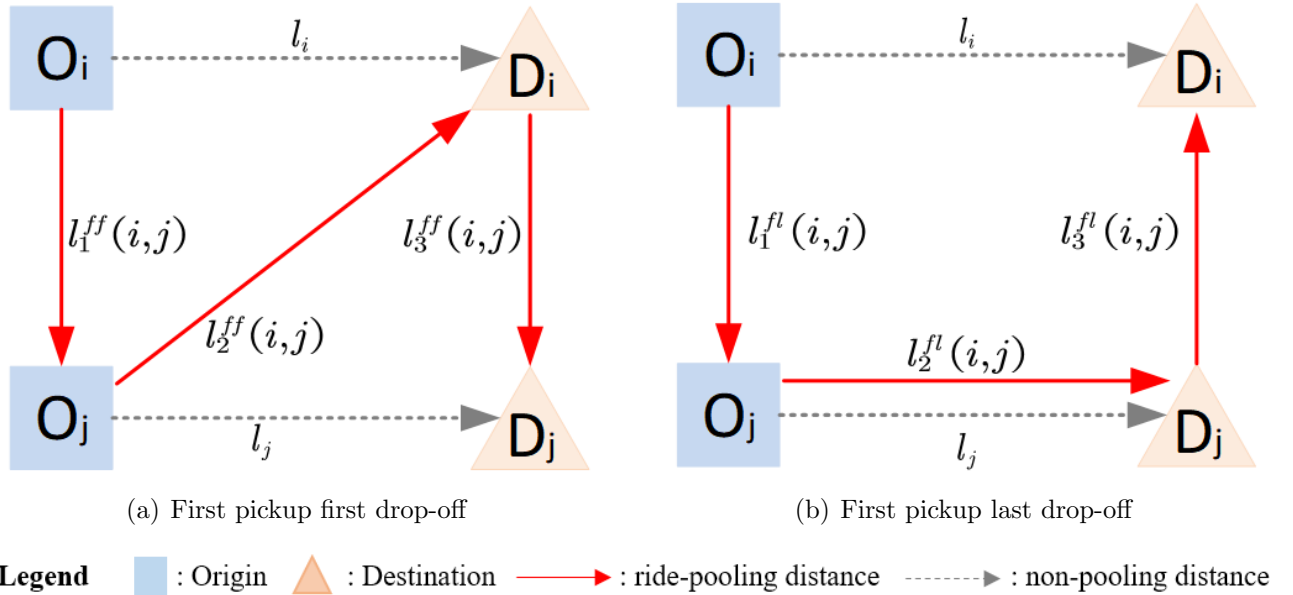 Oᵢ lᵢ Dᵢ
l₁ᶠᶠ(i,j) l₃ᶠᶠ(i,j)
l₂ᶠᶠ(i,j)
Oⱼ lⱼ Dⱼ
(a) First pickup first drop-off
Oᵢ lᵢ Dᵢ
l₁ᶠˡ(i,j) l₃ᶠˡ(i,j)
l₂ᶠˡ(i,j)
Oⱼ lⱼ Dⱼ
(b) First pickup last drop-off
Legend : Origin : Destination : ride-pooling distance : non-pooling distance